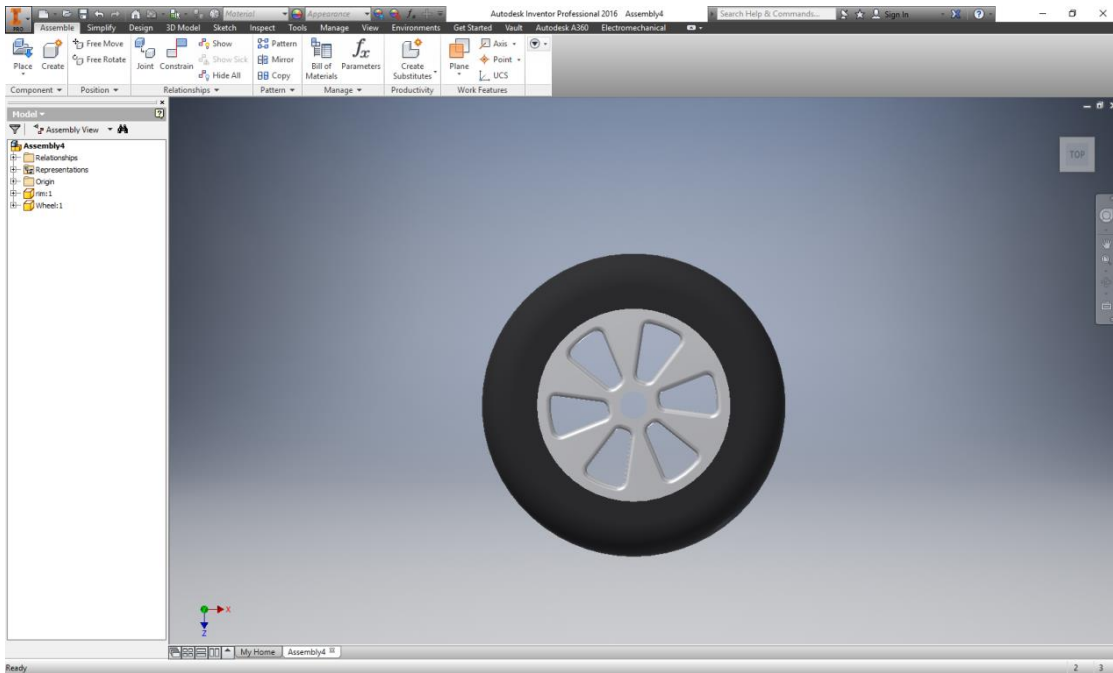 PRO
Material
Appearance
Autodesk Inventor Professional 2016 Assembly4
Search Help & Commands...
Sign In
Assemble Simplify Design 3D Model Sketch Inspect Tools Manage View Environments Get Started Vault Autodesk A360 Electromechanical
Place
Create
Free Move
Free Rotate
Joint
Constrain
Show
Show Sick
Hide All
Pattern
Mirror
Copy
Bill of
Materials
fx
Parameters
Create
Substitutes
Plane
Axis
Point
UCS
Component Position Relationships Pattern Manage Productivity Work Features
Model
Assembly View
Assembly4
Relationships
Representations
Origin
rim:1
Wheel:1
TOP
X
Z
My Home Assembly4
Ready
2 3